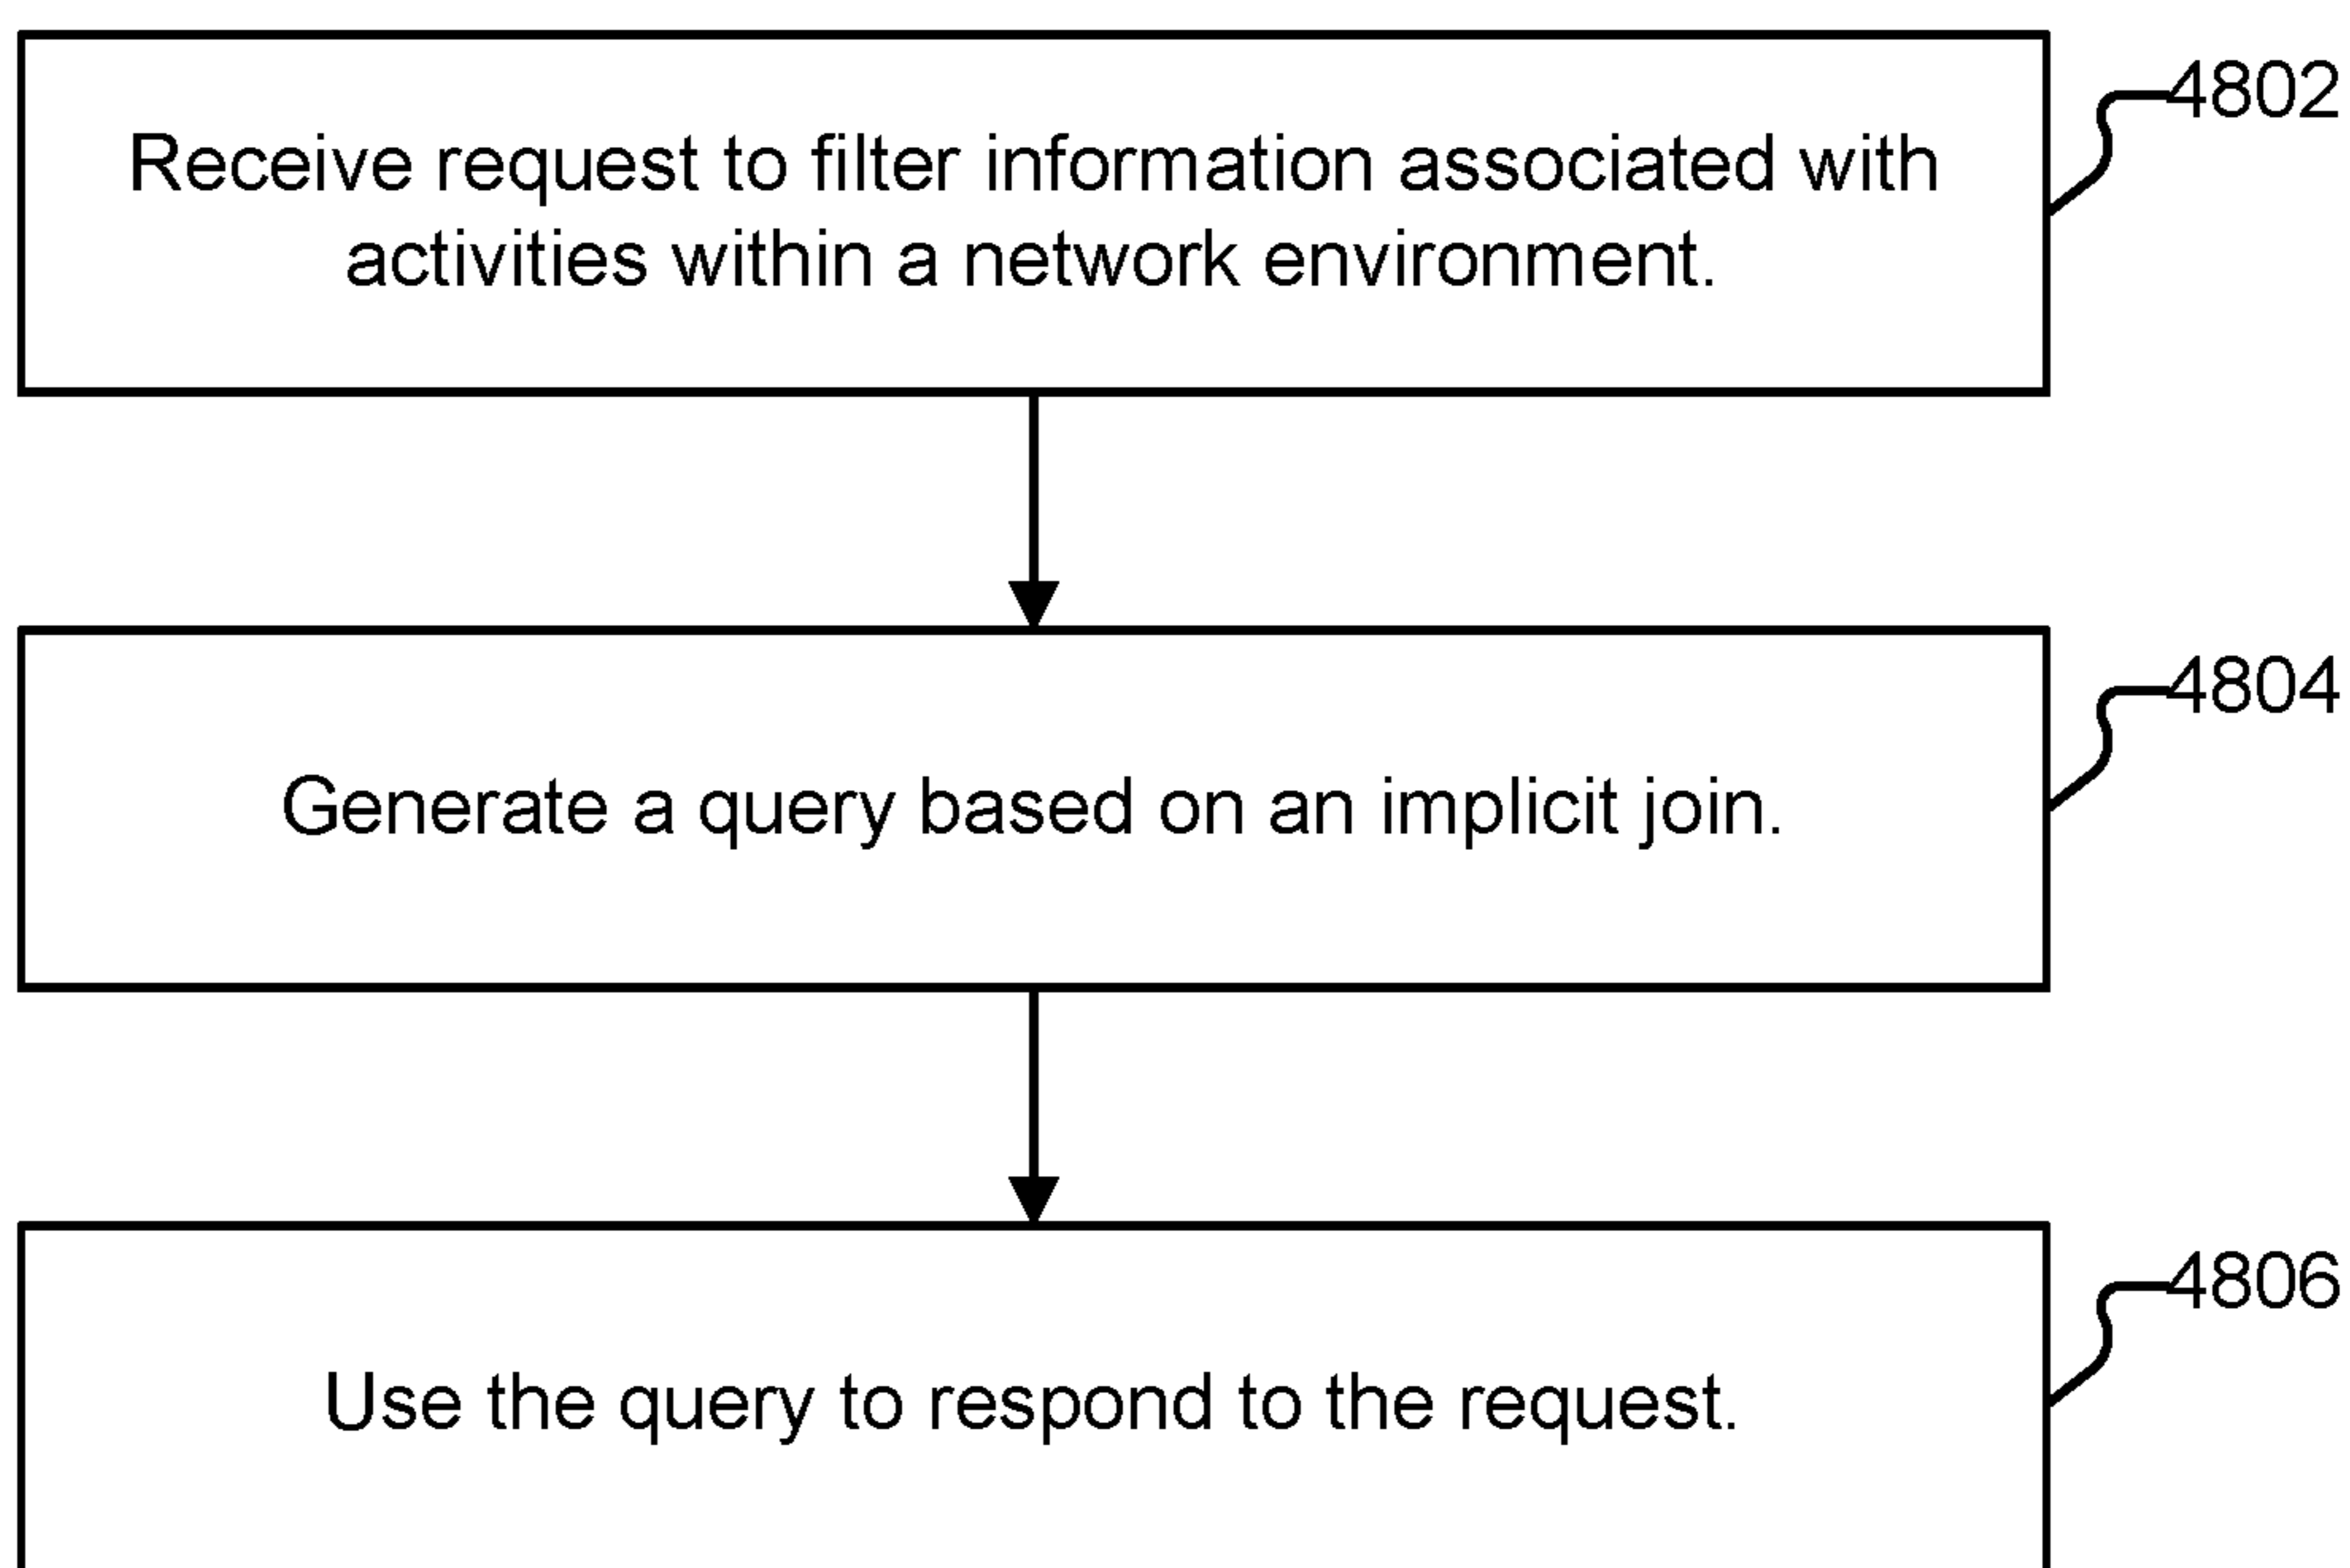 4802
Receive request to filter information associated with
activities within a network environment.
4804
Generate a query based on an implicit join.
4806
Use the query to respond to the request.